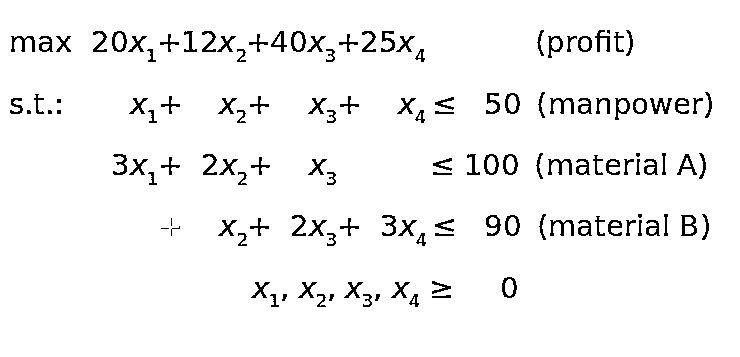 max 20x₁+12x₂+40x₃+25x₄ (profit)
s.t.: x₁+ x₂+ x₃+ x₄ ≤ 50 (manpower)
3x₁+ 2x₂+ x₃ ≤ 100 (material A)
+ x₂+ 2x₃+ 3x₄ ≤ 90 (material B)
x₁, x₂, x₃, x₄ ≥ 0